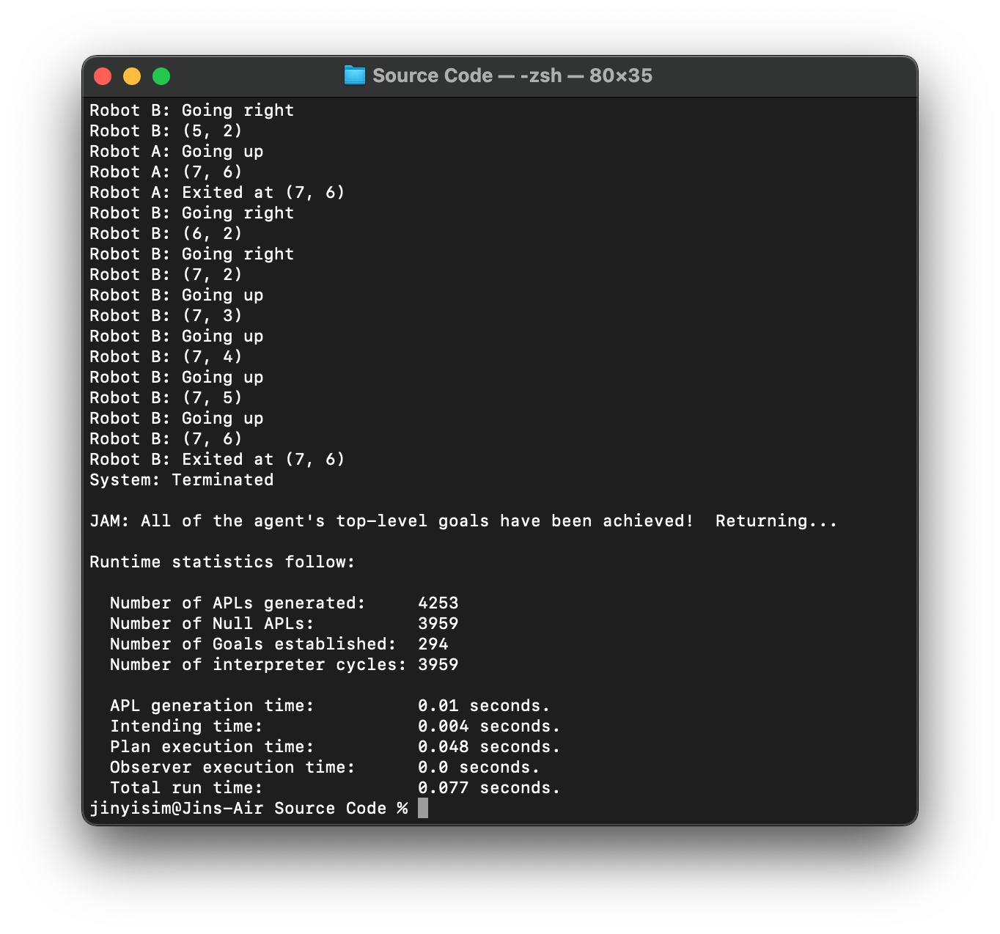 Source Code — -zsh — 80×35
Robot B: Going right
Robot B: (5, 2)
Robot A: Going up
Robot A: (7, 6)
Robot A: Exited at (7, 6)
Robot B: Going right
Robot B: (6, 2)
Robot B: Going right
Robot B: (7, 2)
Robot B: Going up
Robot B: (7, 3)
Robot B: Going up
Robot B: (7, 4)
Robot B: Going up
Robot B: (7, 5)
Robot B: Going up
Robot B: (7, 6)
Robot B: Exited at (7, 6)
System: Terminated
JAM: All of the agent's top-level goals have been achieved!  Returning...
Runtime statistics follow:
  Number of APLs generated:     4253
  Number of Null APLs:          3959
  Number of Goals established:  294
  Number of interpreter cycles: 3959
  APL generation time:          0.01 seconds.
  Intending time:               0.004 seconds.
  Plan execution time:          0.048 seconds.
  Observer execution time:      0.0 seconds.
  Total run time:               0.077 seconds.
jinyisim@Jins-Air Source Code %